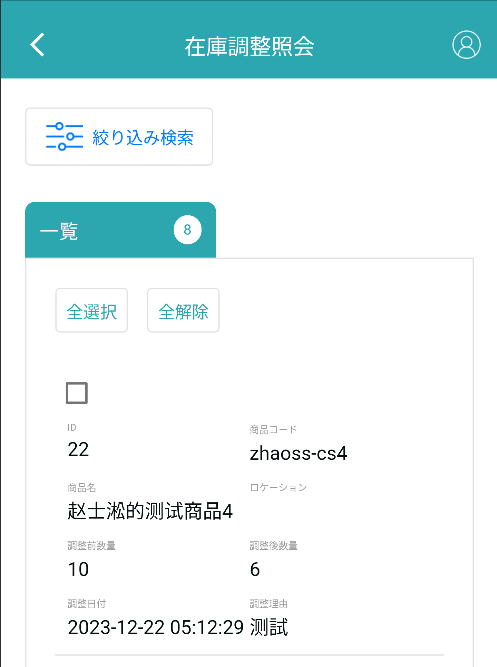 在庫調整照会
絞り込み検索
一覧 8
全選択 全解除
ID 商品コード
22 zhaoss-cs4
商品名 ロケーション
赵士淞的测试商品4
調整前数量 調整後数量
10 6
調整日付 調整理由
2023-12-22 05:12:29 测試